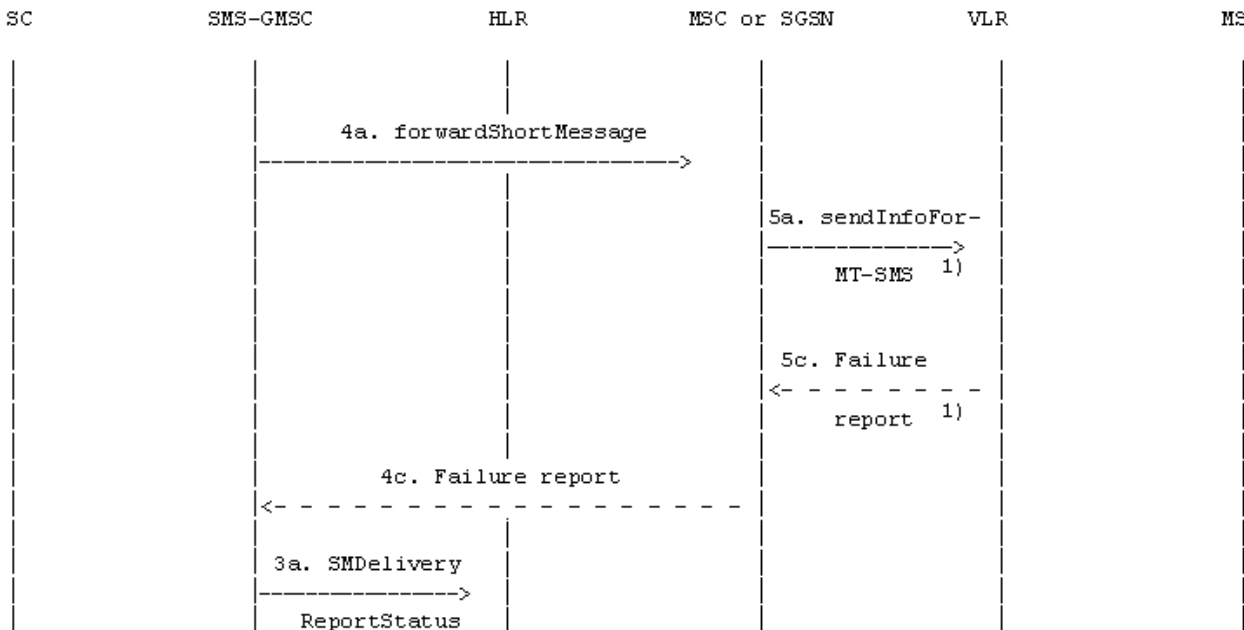 SC SMS-GMSC HLR MSC or SGSN VLR MS
4a. forwardShortMessage
5a. sendInfoFor-
MT-SMS 1)
5c. Failure
report 1)
4c. Failure report
3a. SMDelivery
ReportStatus